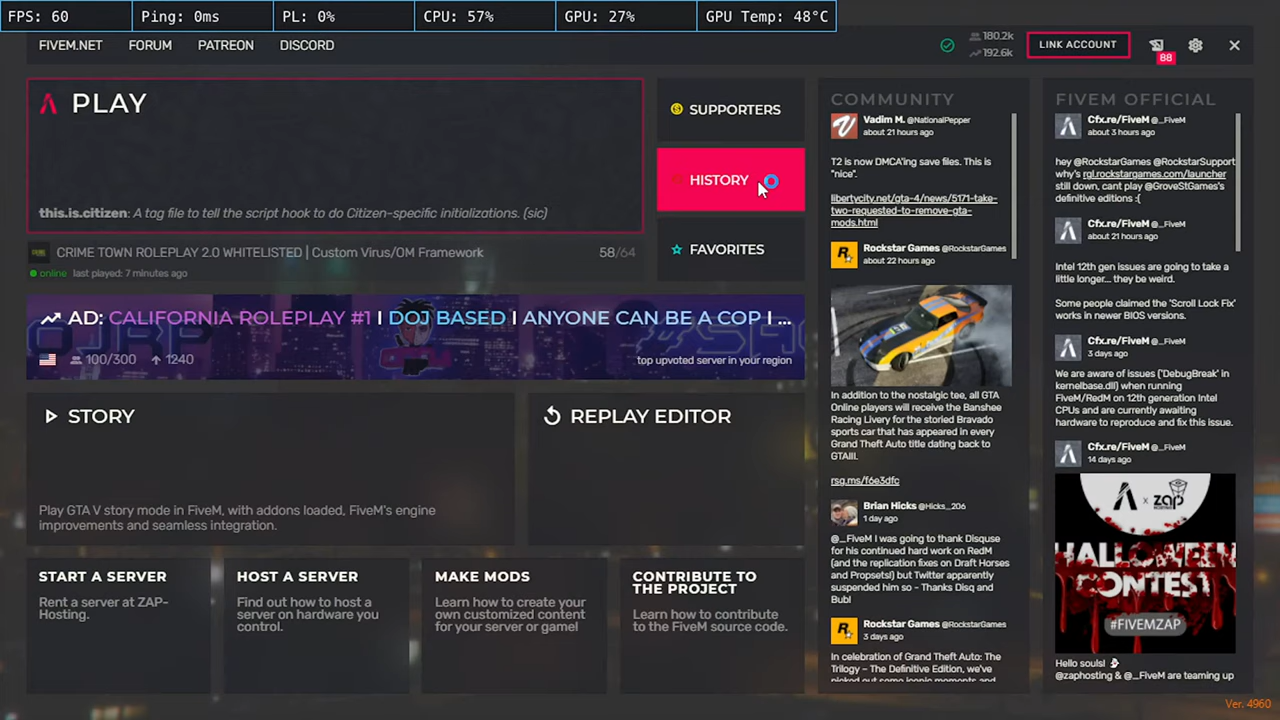 FPS: 60
Ping: 0ms
PL: 0%
CPU: 57%
GPU: 27%
GPU Temp: 48°C
FIVEM.NET
FORUM
PATREON
DISCORD
180.2k
192.6k
LINK ACCOUNT
88
PLAY
this.is.citizen: A tag file to tell the script hook to do Citizen-specific initializations. (sic)
CRIME TOWN ROLEPLAY 2.0 WHITELISTED | Custom Virus/OM Framework
58/64
online
last played: 7 minutes ago
SUPPORTERS
HISTORY
FAVORITES
AD: CALIFORNIA ROLEPLAY #1 I DOJ BASED I ANYONE CAN BE A COP I ...
100/300
1240
top upvoted server in your region
STORY
Play GTA V story mode in FiveM, with addons loaded, FiveM's engine
improvements and seamless integration.
REPLAY EDITOR
START A SERVER
Rent a server at ZAP-
Hosting.
HOST A SERVER
Find out how to host a
server on hardware you
control.
MAKE MODS
Learn how to create your
own customized content
for your server or game!
CONTRIBUTE TO
THE PROJECT
Learn how to contribute
to the FiveM source code.
COMMUNITY
Vadim M. @NationalPepper
about 21 hours ago
T2 is now DMCA'ing save files. This is
"nice".
libertycity.net/gta-4/news/5171-take-
two-requested-to-remove-gta-
mods.html
Rockstar Games @RockstarGames
about 22 hours ago
In addition to the nostalgic tee, all GTA
Online players will receive the Banshee
Racing Livery for the storied Bravado
sports car that has appeared in every
Grand Theft Auto title dating back to
GTAIII.
rsg.ms/f6e3dfc
Brian Hicks @Hicks_206
1 day ago
@_FiveM I was going to thank Disquse
for his continued hard work on RedM
(and the replication fixes on Draft Horses
and Propsets!) but Twitter apparently
suspended him so – Thanks Disq and
Bubl
Rockstar Games @RockstarGames
3 days ago
In celebration of Grand Theft Auto: The
Trilogy – The Definitive Edition, we've
picked out some iconic moments and
FIVEM OFFICIAL
Cfx.re/FiveM @_FiveM
about 3 hours ago
hey @RockstarGames @RockstarSupport
why's rgl.rockstargames.com/launcher
still down, cant play @GroveStGames's
definitive editions :{
Cfx.re/FiveM @_FiveM
about 21 hours ago
Intel 12th gen issues are going to take a
little longer... they be weird.
Some people claimed the 'Scroll Lock Fix'
works in newer BIOS versions.
Cfx.re/FiveM @_FiveM
3 days ago
We are aware of issues ('DebugBreak' in
kernelbase.dll) when running
FiveM/RedM on 12th generation Intel
CPUs and are currently awaiting
hardware to reproduce and fix this issue.
Cfx.re/FiveM @_FiveM
14 days ago
x zap
HOSTING
HALLOWEEN
CONTEST
#FIVEMZAP
Hello souls!
@zaphosting & @_FiveM are teaming up
Ver. 4960